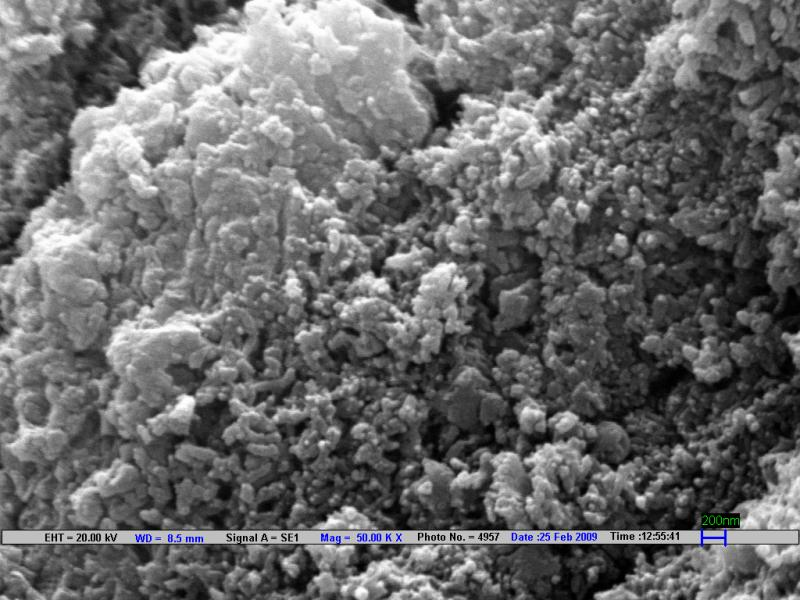 200nm
EHT = 20.00 kV WD = 8.5 mm Signal A = SE1 Mag = 50.00 K X Photo No. = 4957 Date :25 Feb 2009 Time :12:55:41